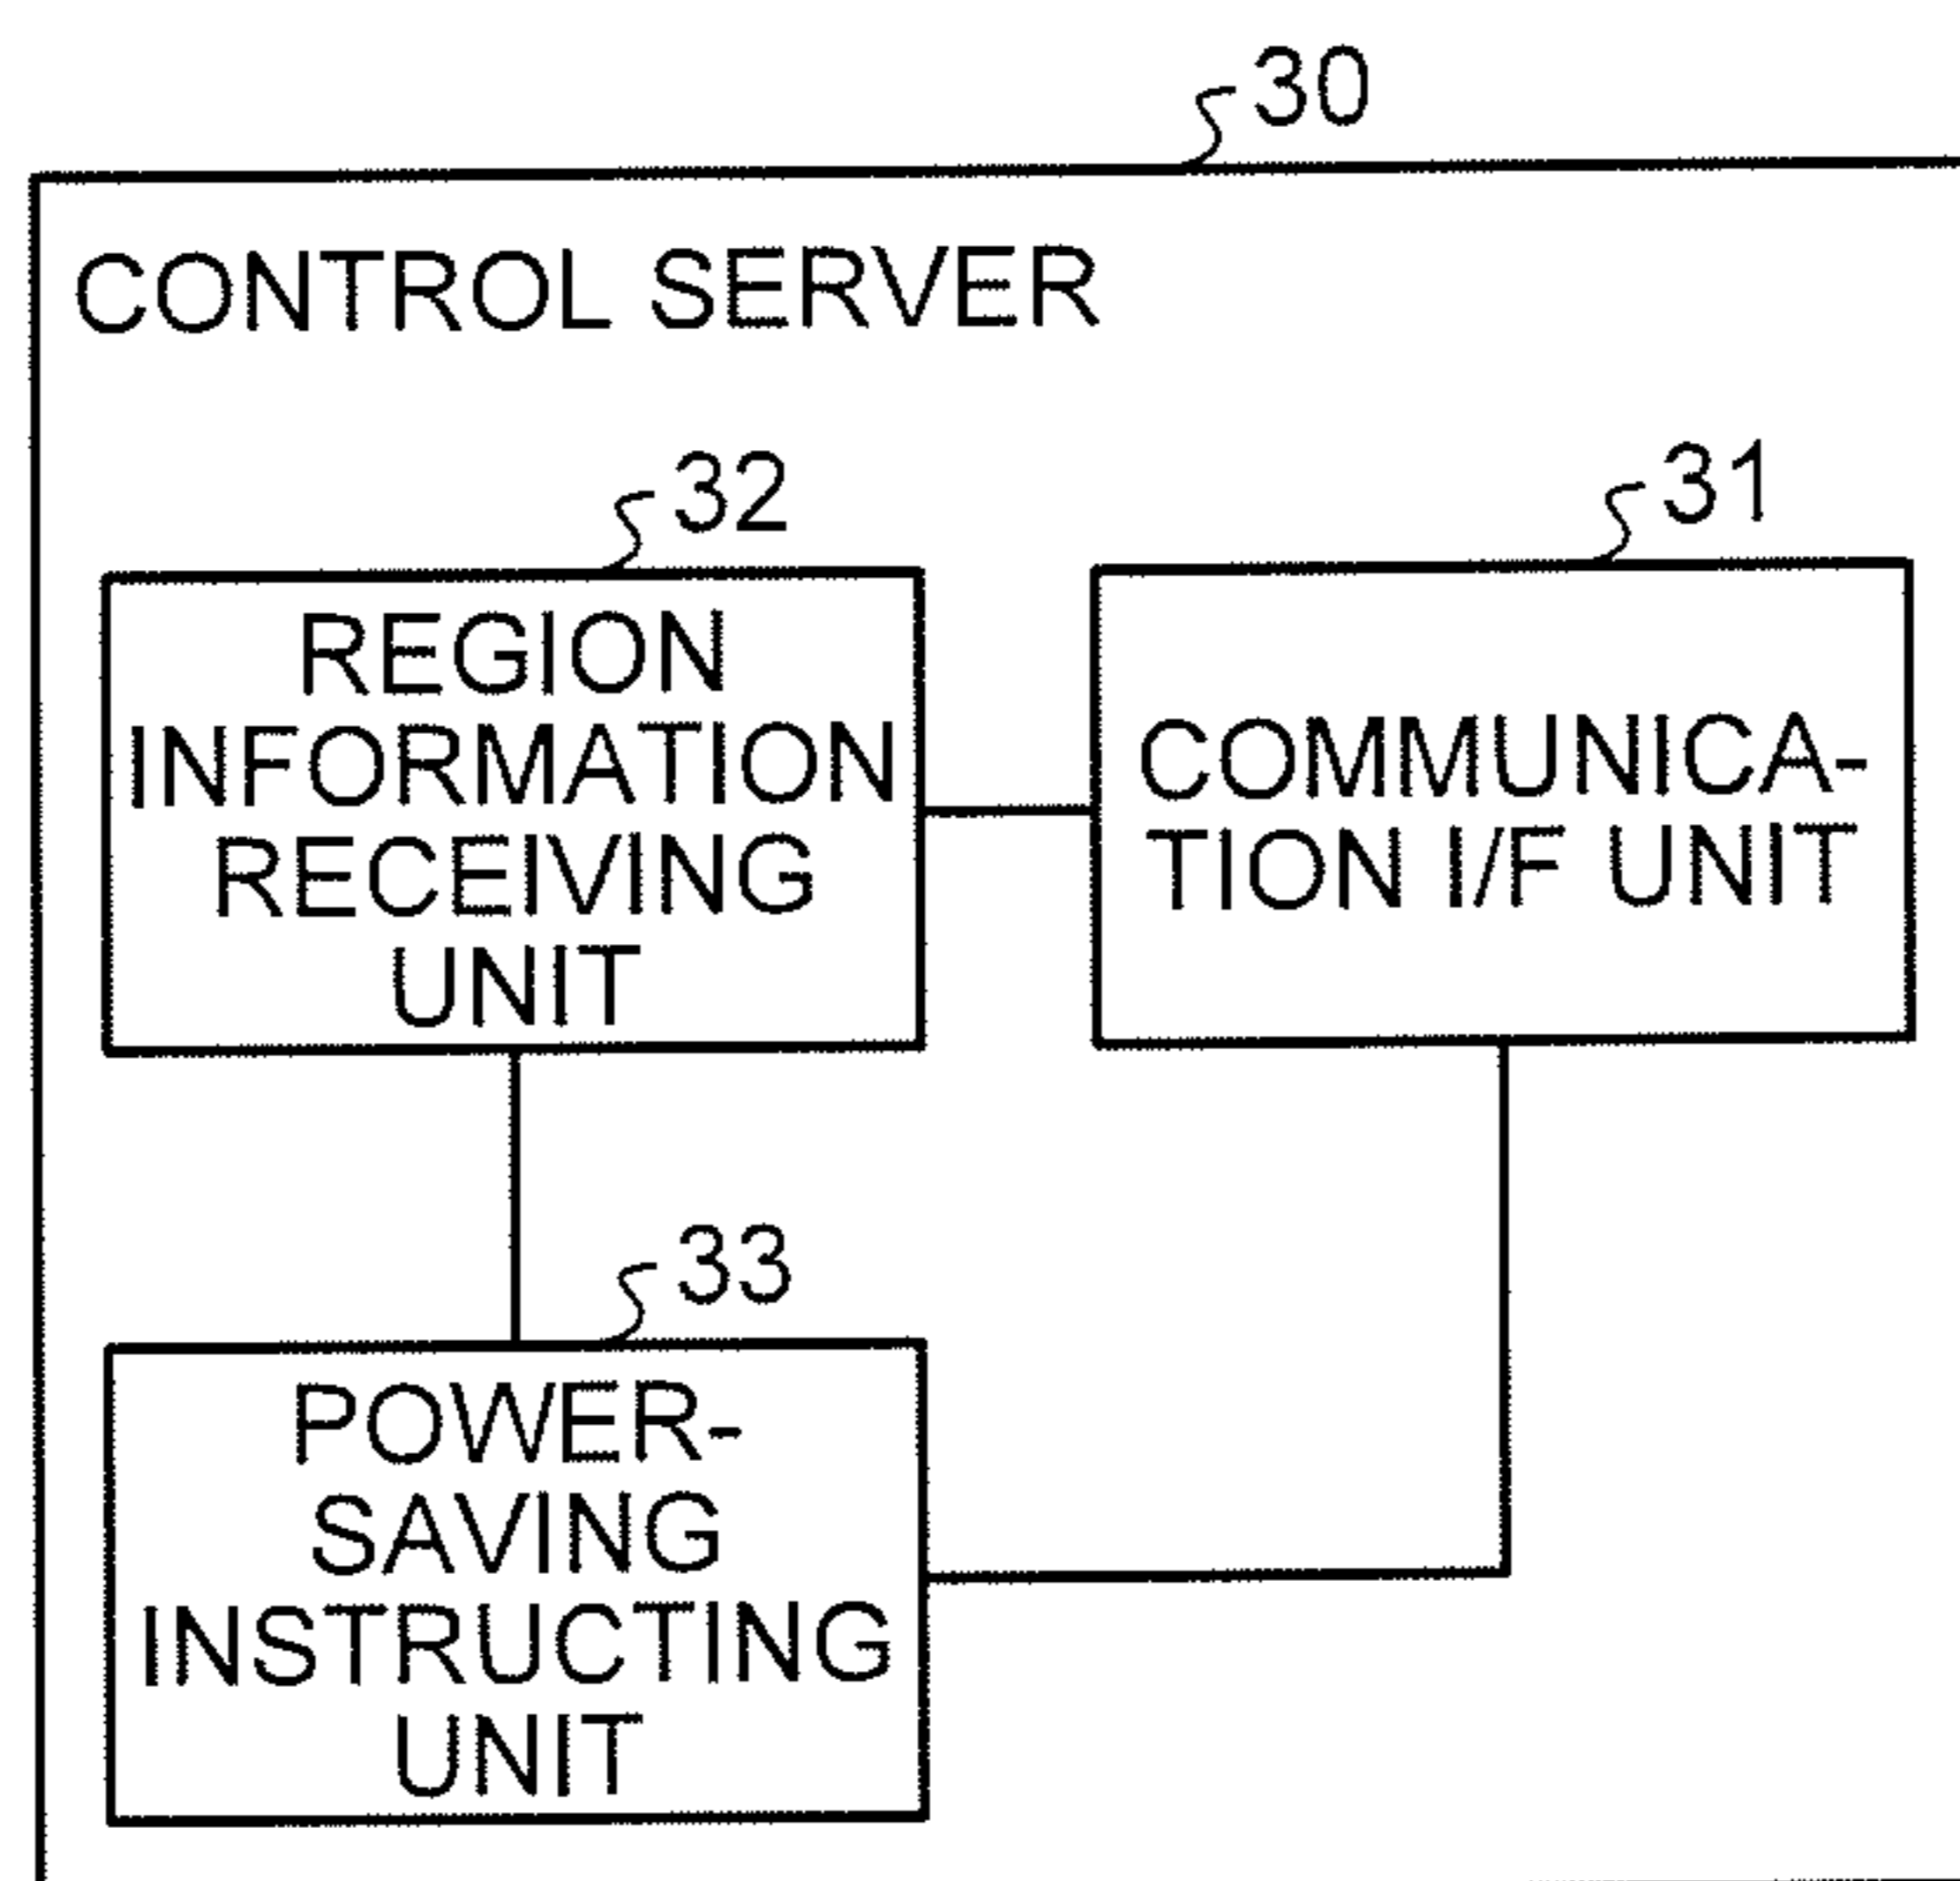 30
CONTROL SERVER
32
31
REGION
INFORMATION
RECEIVING
UNIT
COMMUNICA-
TION I/F UNIT
33
POWER-
SAVING
INSTRUCTING
UNIT